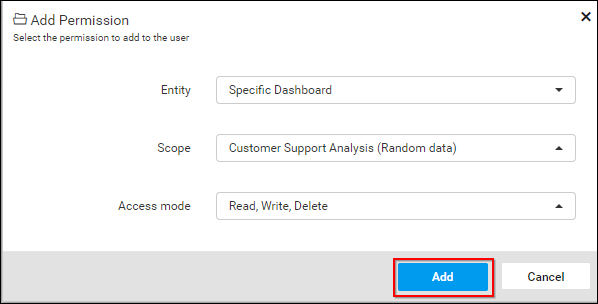 Add Permission
Select the permission to add to the user
Entity
Specific Dashboard
Scope
Customer Support Analysis (Random data)
Access mode
Read, Write, Delete
Add
Cancel